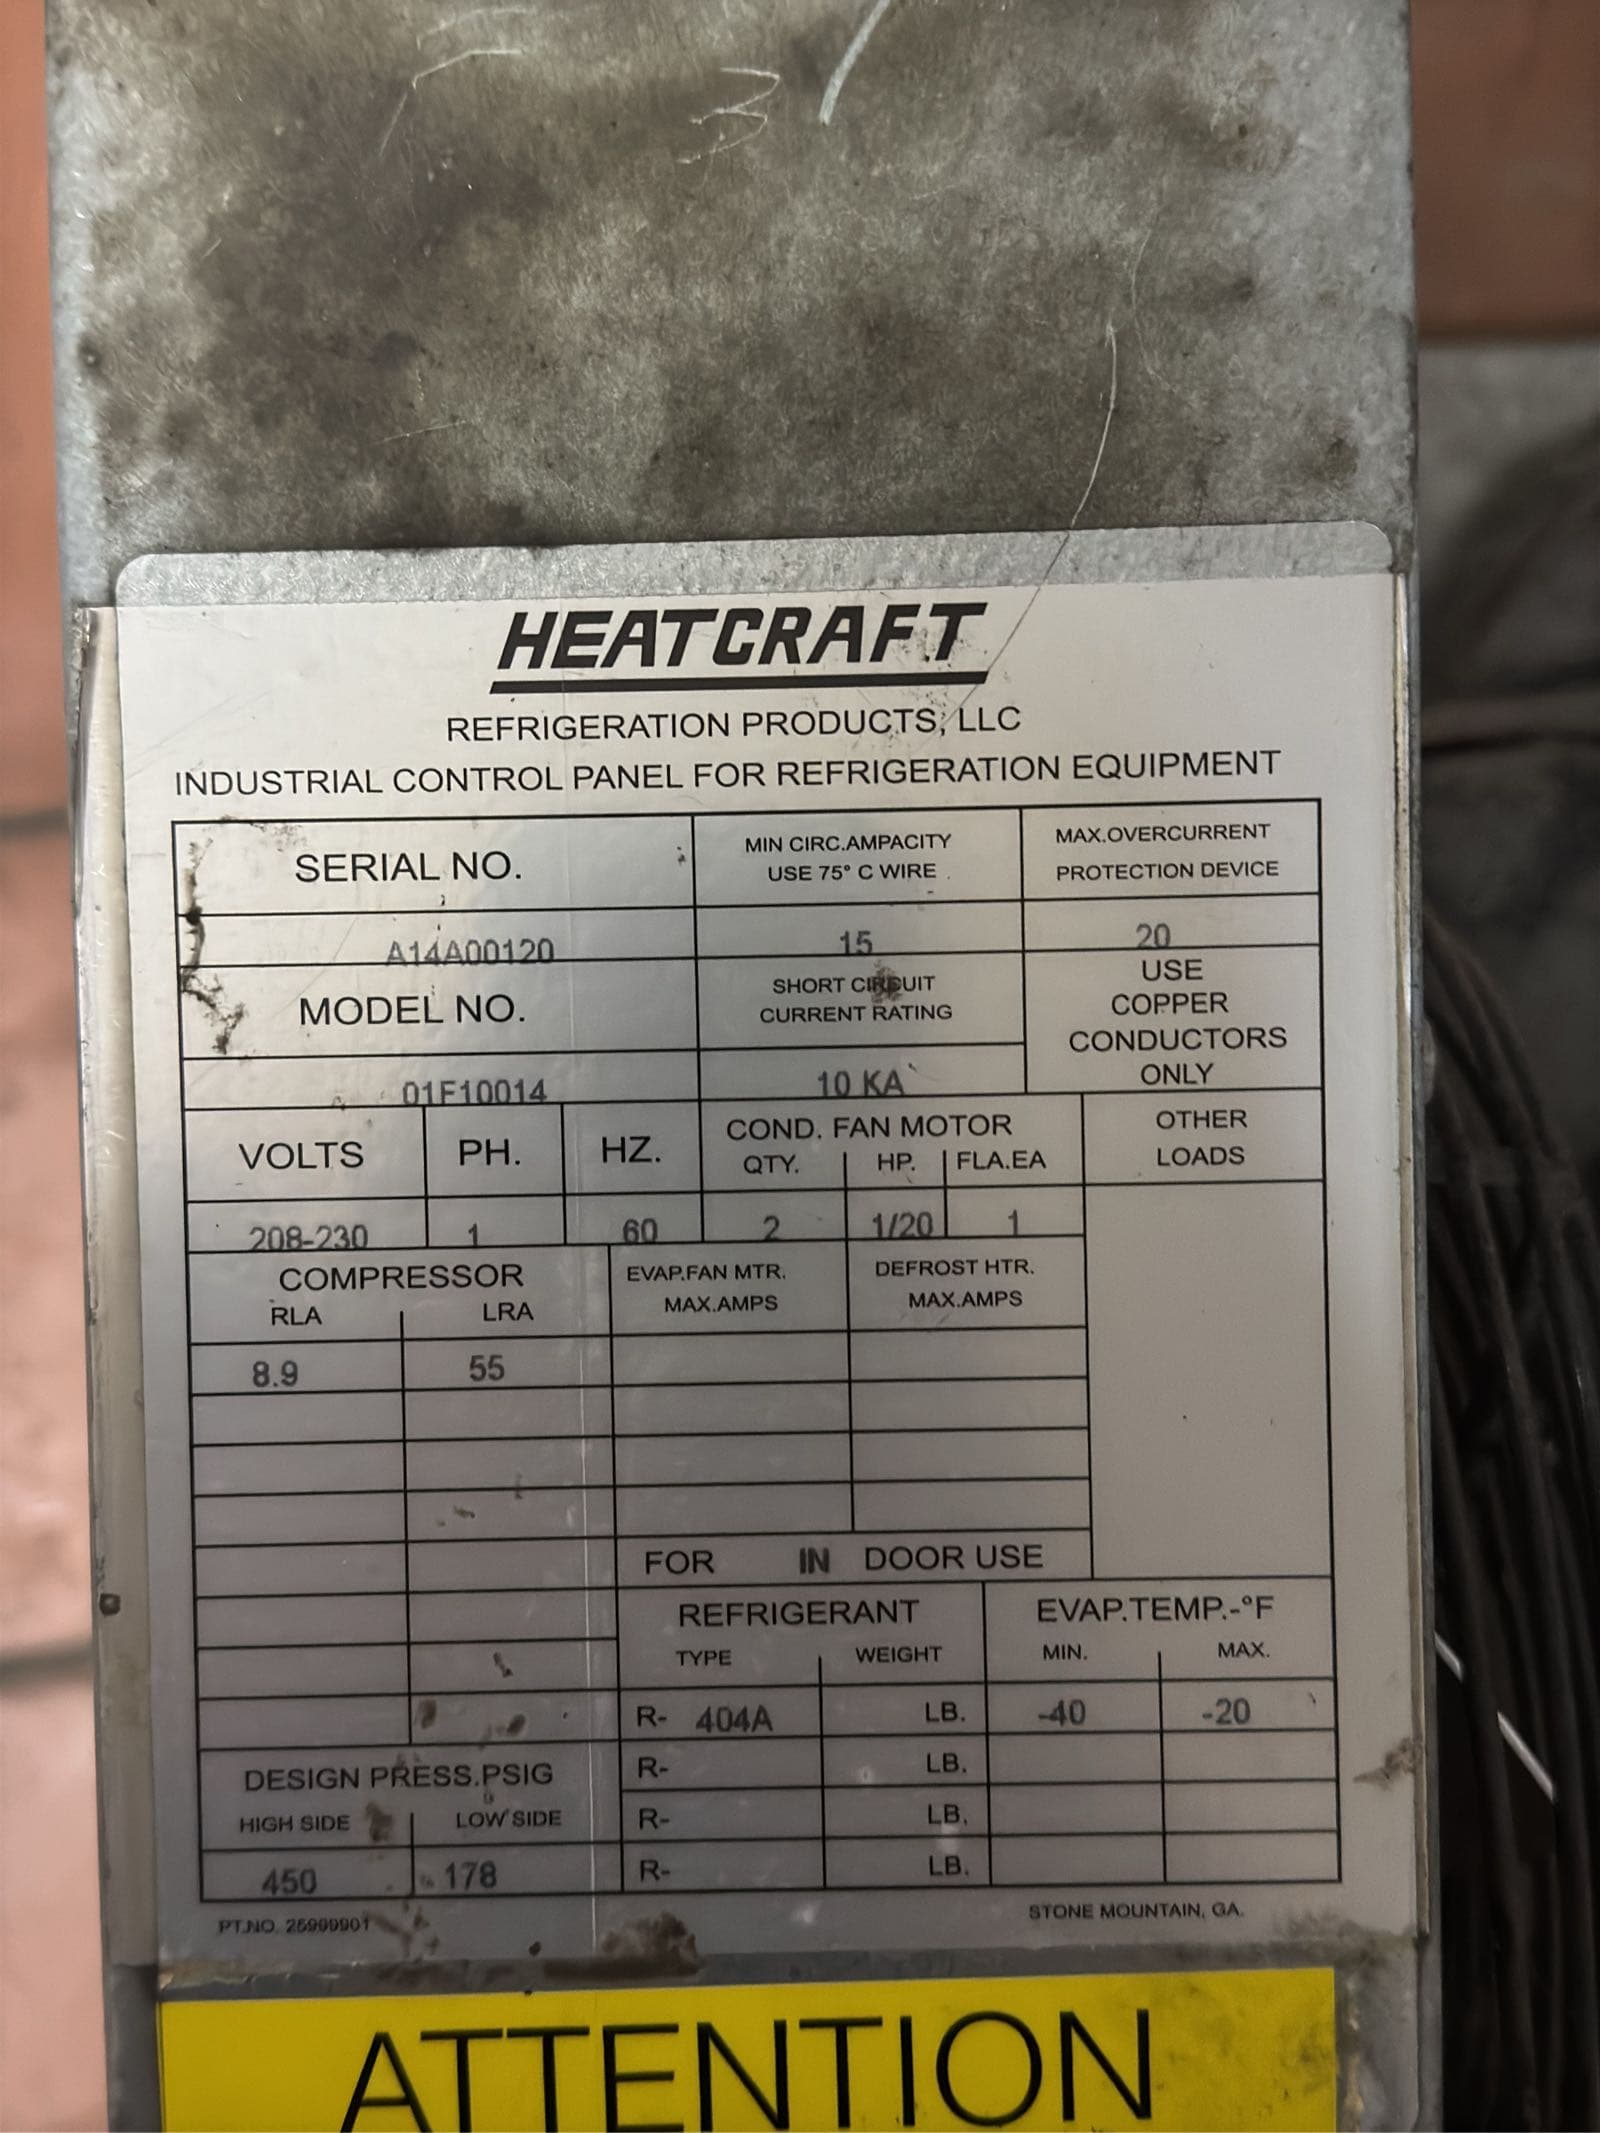 HEATCRAFT
REFRIGERATION PRODUCTS, LLC
INDUSTRIAL CONTROL PANEL FOR REFRIGERATION EQUIPMENT
SERIAL NO.
MIN CIRC.AMPACITY
USE 75° C WIRE
MAX.OVERCURRENT
PROTECTION DEVICE
A14A00120
15
20
MODEL NO.
SHORT CIRCUIT
CURRENT RATING
USE
COPPER
CONDUCTORS
ONLY
01F10014
10 KA
VOLTS
PH.
HZ.
COND. FAN MOTOR
QTY.
HP.
FLA.EA
OTHER
LOADS
208-230
1
60
2
1/20
1
COMPRESSOR
RLA
LRA
EVAP.FAN MTR.
MAX.AMPS
DEFROST HTR.
MAX.AMPS
8.9
55
FOR IN DOOR USE
REFRIGERANT
TYPE
WEIGHT
EVAP.TEMP.-°F
MIN.
MAX.
R- 404A
LB.
-40
-20
R-
LB.
R-
LB.
R-
LB.
DESIGN PRESS.PSIG
HIGH SIDE
LOW SIDE
450
178
PT.NO. 25999901
STONE MOUNTAIN, GA.
ATTENTION